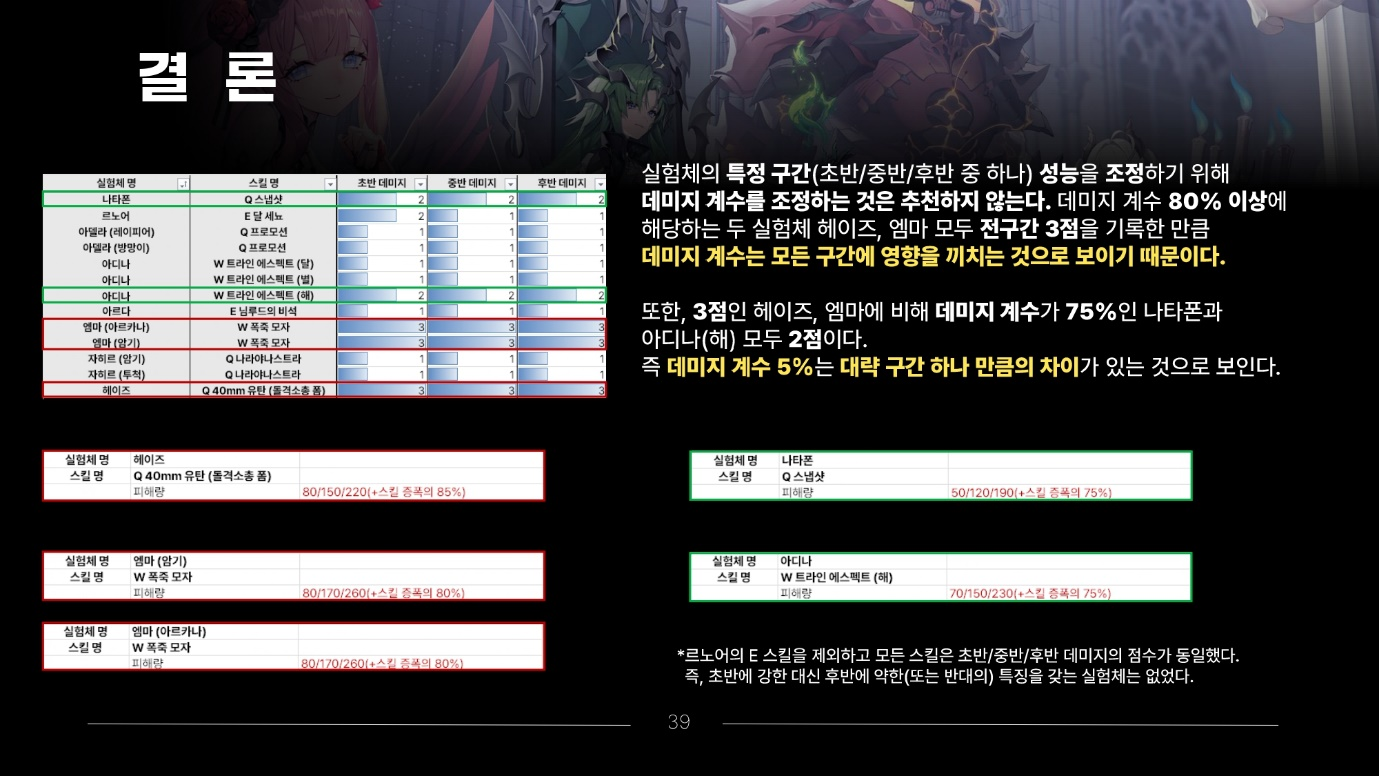 결 론
실험체 명 스킬 명 초반 데미지 중반 데미지 후반 데미지
나타폰 Q 스냅샷 2 2 2
르노어 E 달 세뇨 2 1 1
아델라 (레이피어) Q 프로모션 1 1 1
아델라 (방망이) Q 프로모션 1 1 1
아디나 W 트라인 에스펙트 (달) 1 1 1
아디나 W 트라인 에스펙트 (별) 1 1 1
아디나 W 트라인 에스펙트 (해) 2 2 2
아르다 E 님루드의 비석 1 1 1
엠마 (아르카나) W 폭죽 모자 3 3 3
엠마 (암기) W 폭죽 모자 3 3 3
자히르 (암기) Q 나라야나스트라 1 1 1
자히르 (투척) Q 나라야나스트라 1 1 1
헤이즈 Q 40mm 유탄 (돌격소총 폼) 3 3 3
실험체의 특정 구간(초반/중반/후반 중 하나) 성능을 조정하기 위해
데미지 계수를 조정하는 것은 추천하지 않는다. 데미지 계수 80% 이상에
해당하는 두 실험체 헤이즈, 엠마 모두 전구간 3점을 기록한 만큼
데미지 계수는 모든 구간에 영향을 끼치는 것으로 보이기 때문이다.
또한, 3점인 헤이즈, 엠마에 비해 데미지 계수가 75%인 나타폰과
아디나(해) 모두 2점이다.
즉 데미지 계수 5%는 대략 구간 하나 만큼의 차이가 있는 것으로 보인다.
실험체 명 헤이즈
스킬 명 Q 40mm 유탄 (돌격소총 폼)
피해량 80/150/220(+스킬 증폭의 85%)
실험체 명 엠마 (암기)
스킬 명 W 폭죽 모자
피해량 80/170/260(+스킬 증폭의 80%)
실험체 명 엠마 (아르카나)
스킬 명 W 폭죽 모자
피해량 80/170/260(+스킬 증폭의 80%)
실험체 명 나타폰
스킬 명 Q 스냅샷
피해량 50/120/190(+스킬 증폭의 75%)
실험체 명 아디나
스킬 명 W 트라인 에스펙트 (해)
피해량 70/150/230(+스킬 증폭의 75%)
*르노어의 E 스킬을 제외하고 모든 스킬은 초반/중반/후반 데미지의 점수가 동일했다.
즉, 초반에 강한 대신 후반에 약한(또는 반대의) 특징을 갖는 실험체는 없었다.
39